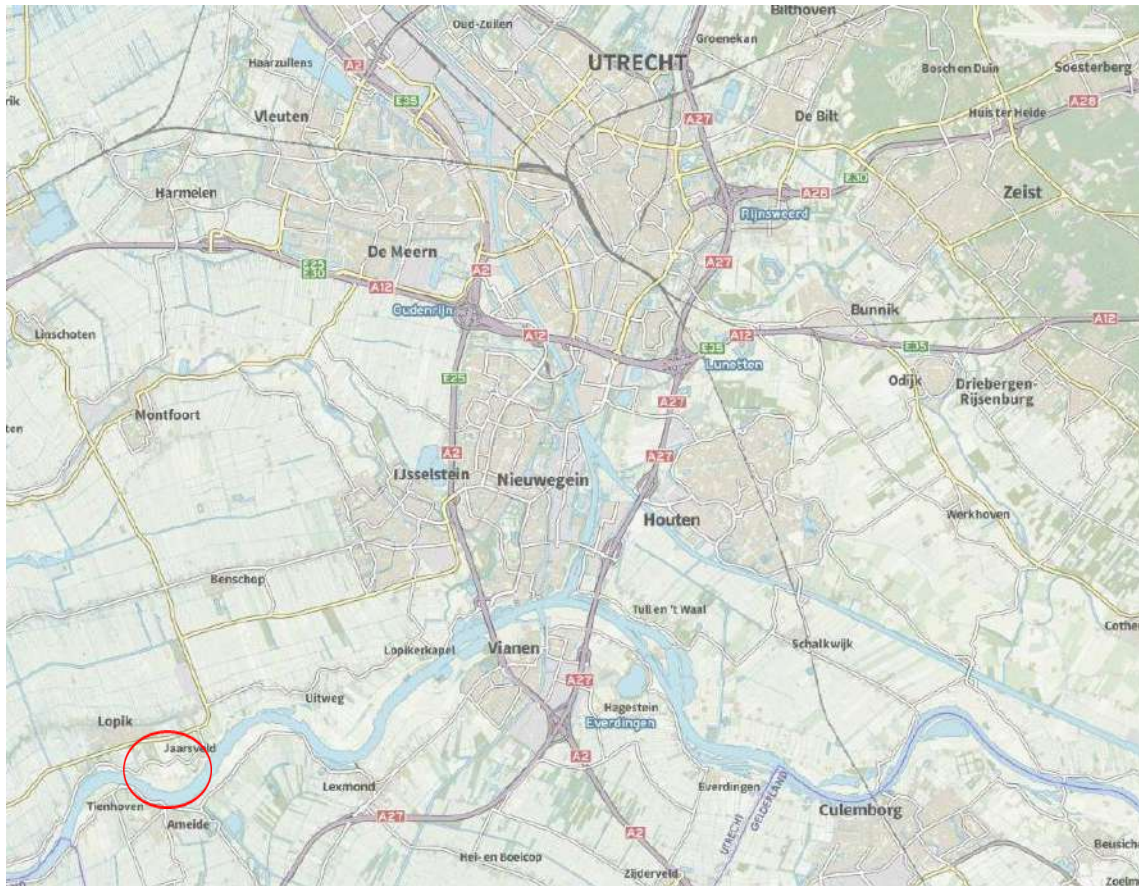 Bilthoven
Oud-Zuilen
Groenekan
UTRECHT
A2
Haarzuilens
Bosch en Duin
Soesterberg
E35
A28
Vleuten
A27
De Bilt
Huis ter Heide
E30
Harmelen
A28
Zeist
Rijnsweerd
De Meern
E25
E30
A2
A27
A12
Oudenrijn
Bunnik
A12
Linschoten
A12
A12
E35
E35
Lunetten
E25
Odijk
Driebergen-
Rijsenburg
A27
Montfoort
A2
A27
IJsselstein
Nieuwegein
Houten
Werkhoven
Benschop
Tull en 't Waal
Cothe
Lopikerkapel
Vianen
Schalkwijk
A27
Uitweg
Hagestein
Lopik
Everdingen
Jaarsveld
A2
Lexmond
Everdingen
GELDERLAND
UTRECHT
Tienhoven
Culemborg
Ameide
A27
A2
Hei- en Boeicop
Beusiche
Zijderveld
Zoelm